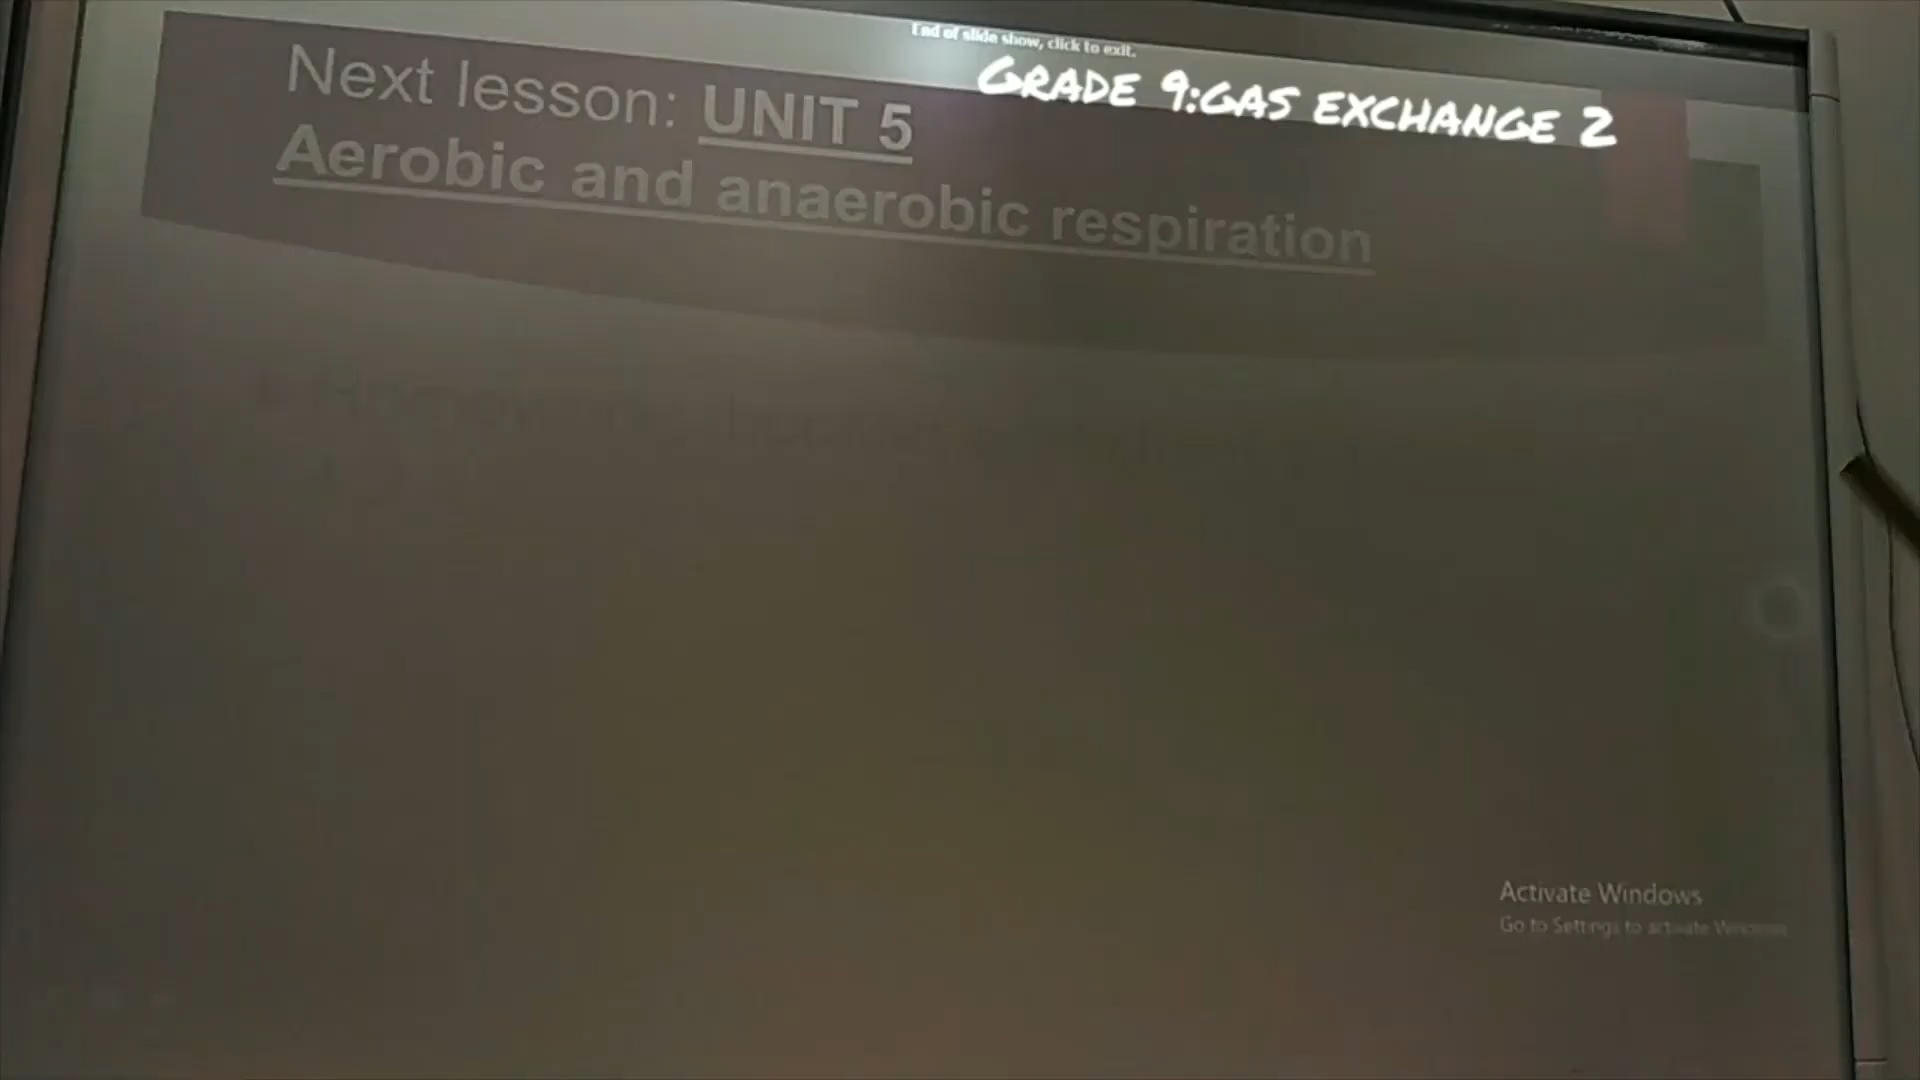 End of slide show, click to exit.
GRADE 9:GAS EXCHANGE 2
Next lesson: UNIT 5
Aerobic and anaerobic respiration
Activate Windows
Go to Settings to activate Windows.